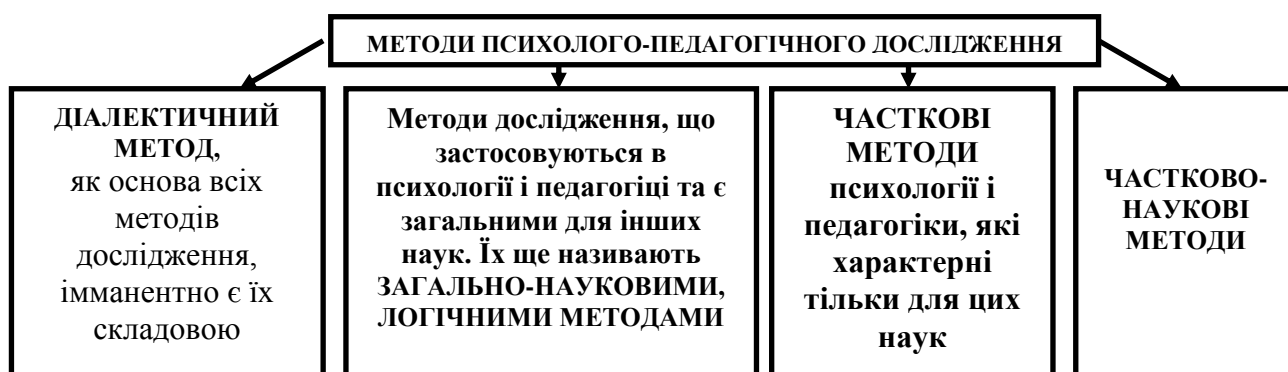 МЕТОДИ ПСИХОЛОГО-ПЕДАГОГІЧНОГО ДОСЛІДЖЕННЯ
ДІАЛЕКТИЧНИЙ
МЕТОД,
як основа всіх
методів
дослідження,
імманентно є їх
складовою
Методи дослідження, що
застосовуються в
психології і педагогіці та є
загальними для інших
наук. Їх ще називають
ЗАГАЛЬНО-НАУКОВИМИ,
ЛОГІЧНИМИ МЕТОДАМИ
ЧАСТКОВІ
МЕТОДИ
психології і
педагогіки, які
характерні
тільки для цих
наук
ЧАСТКОВО-
НАУКОВІ
МЕТОДИ